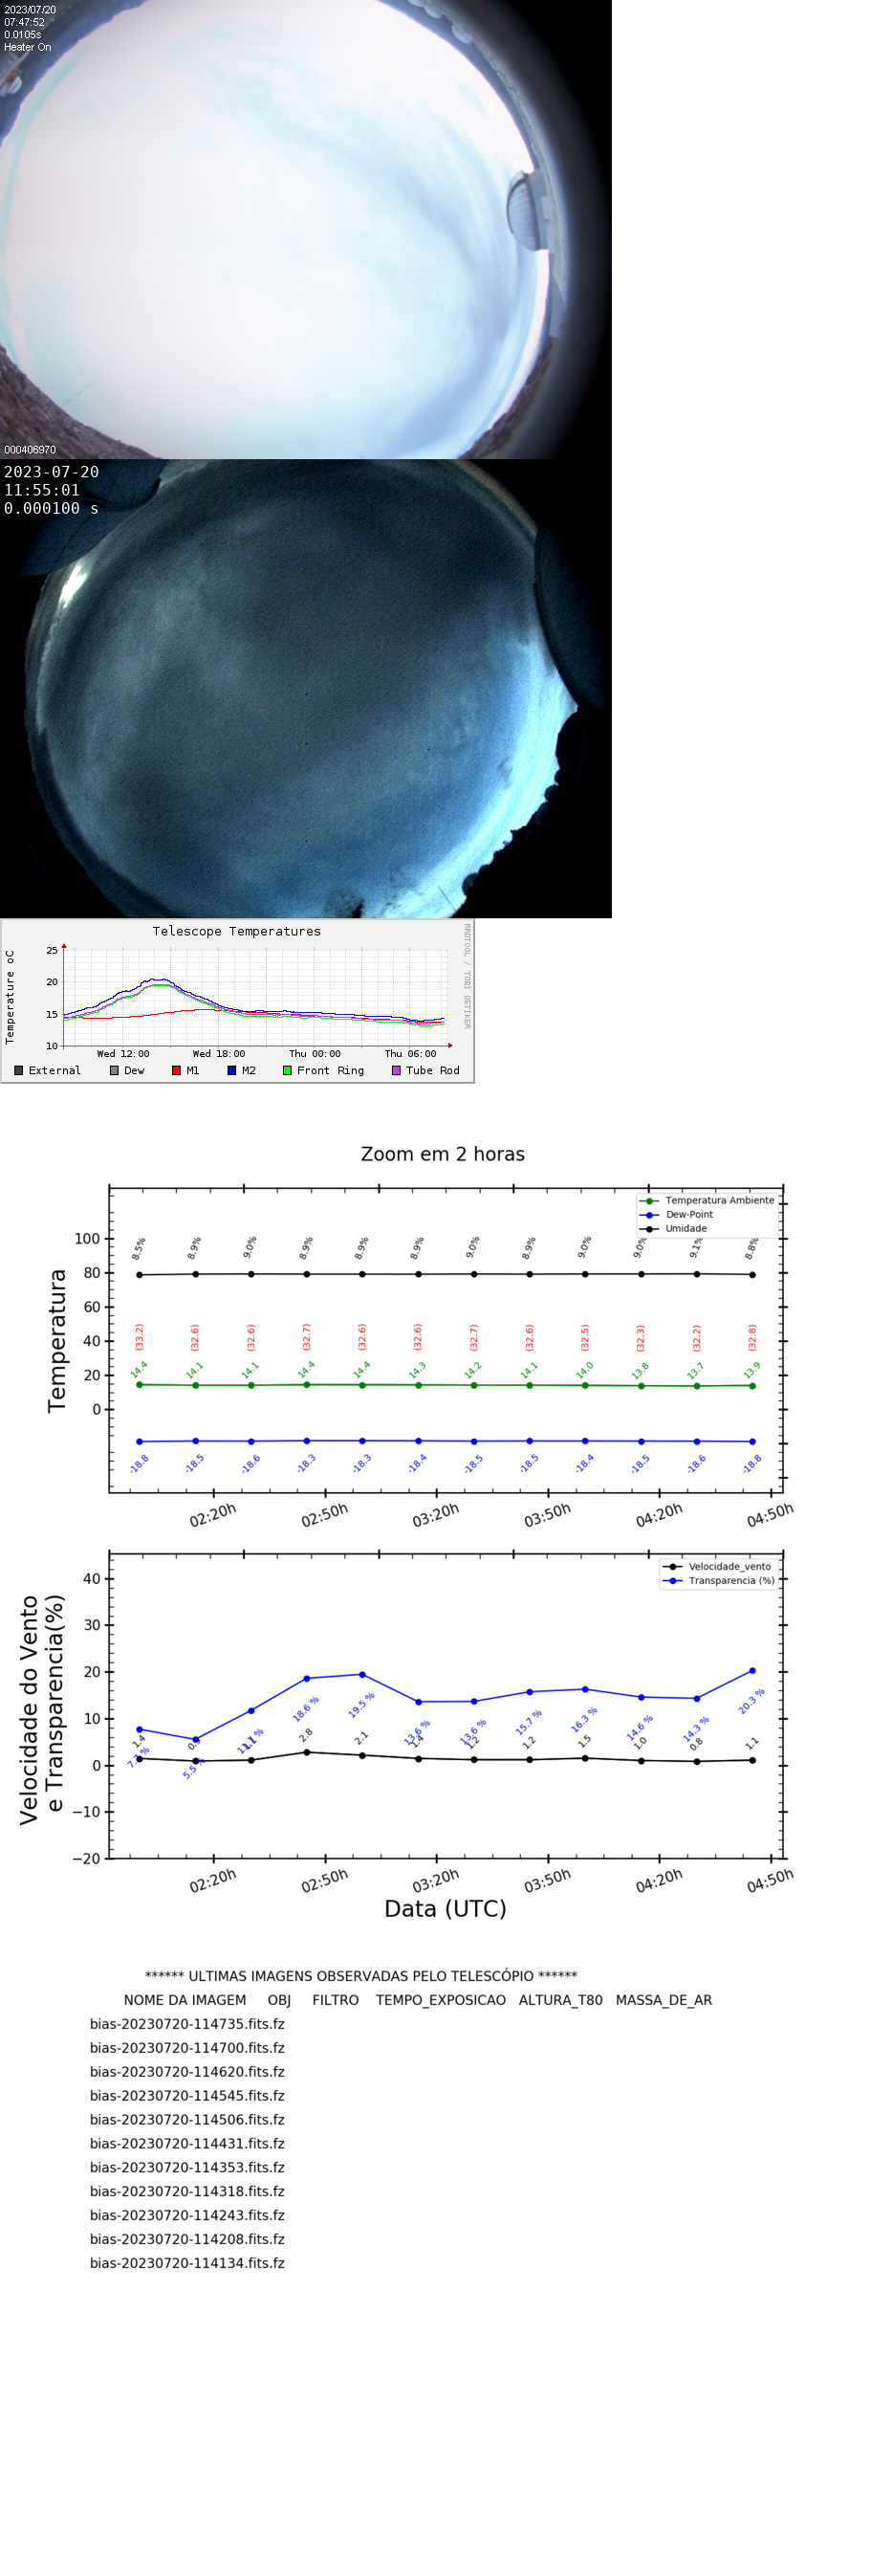 2023/07/20
07:47:52
0.0105s
Heater On
000406970
2023-07-20
11:55:01
0.000100 s
Telescope Temperatures
RRDTOOL / TOBI OETIKER
Temperature oC
25
20
15
10
Wed 12:00 Wed 18:00 Thu 00:00 Thu 06:00
External Dew M1 M2 Front Ring Tube Rod
Zoom em 2 horas
Temperatura Ambiente
Dew-Point
Umidade
Temperatura
100
80
60
40
20
0
8.5% 8.9% 9.0% 8.9% 8.9% 8.9% 9.0% 8.9% 9.0% 9.0% 9.1% 8.8%
(33.2) (32.6) (32.6) (32.7) (32.6) (32.6) (32.7) (32.6) (32.5) (32.3) (32.2) (32.8)
14.4 14.1 14.1 14.4 14.4 14.3 14.2 14.1 14.0 13.8 13.7 13.9
-18.8 -18.5 -18.6 -18.3 -18.3 -18.4 -18.5 -18.5 -18.4 -18.5 -18.6 -18.8
02:20h 02:50h 03:20h 03:50h 04:20h 04:50h
Velocidade_vento
Transparencia (%)
Velocidade do Vento
e Transparencia(%)
40
30
20
10
0
−10
−20
18.6 % 19.5 % 13.6 % 13.6 % 15.7 % 16.3 % 14.6 % 14.3 % 20.3 %
1.4 2.8 2.1 1.4 1.2 1.2 1.5 1.0 0.8 1.1
02:20h 02:50h 03:20h 03:50h 04:20h 04:50h
Data (UTC)
****** ULTIMAS IMAGENS OBSERVADAS PELO TELESCÓPIO ******
NOME DA IMAGEM OBJ FILTRO TEMPO_EXPOSICAO ALTURA_T80 MASSA_DE_AR
bias-20230720-114735.fits.fz
bias-20230720-114700.fits.fz
bias-20230720-114620.fits.fz
bias-20230720-114545.fits.fz
bias-20230720-114506.fits.fz
bias-20230720-114431.fits.fz
bias-20230720-114353.fits.fz
bias-20230720-114318.fits.fz
bias-20230720-114243.fits.fz
bias-20230720-114208.fits.fz
bias-20230720-114134.fits.fz